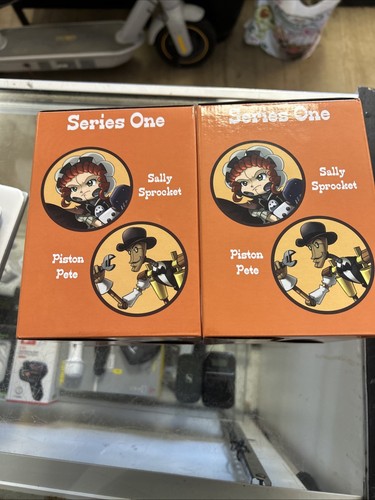 Series One
Sally
Sprocket
Piston
Pete
Series One
Sally
Sprocket
Piston
Pete